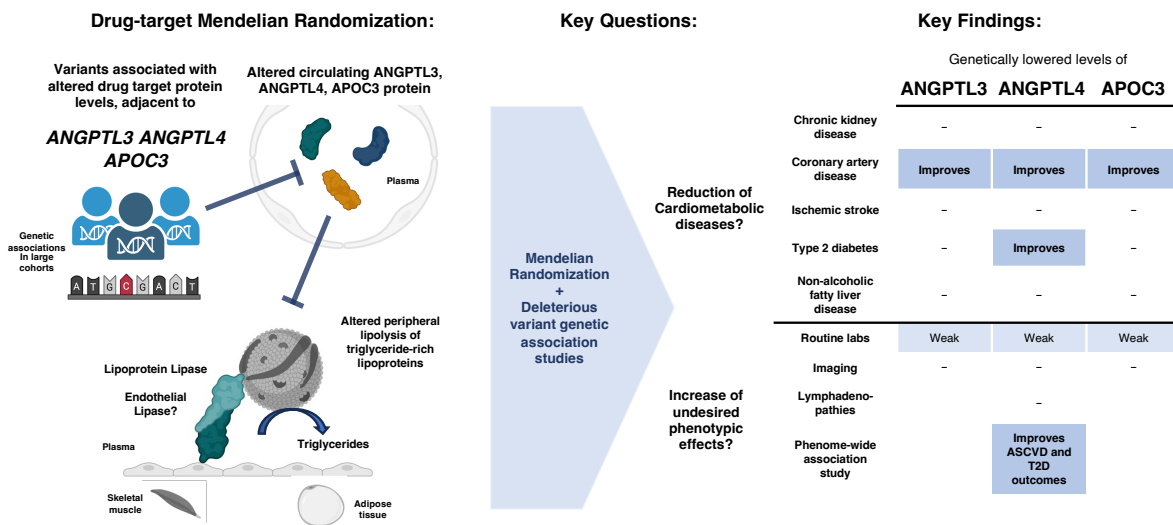 Drug-target Mendelian Randomization:
Variants associated with
altered drug target protein
levels, adjacent to
ANGPTL3 ANGPTL4
APOC3
Genetic
associations
In large
cohorts
A T G C G A C T
Altered circulating ANGPTL3,
ANGPTL4, APOC3 protein
Plasma
Altered peripheral
lipolysis of
triglyceride-rich
lipoproteins
Lipoprotein Lipase
Endothelial
Lipase?
Triglycerides
Plasma
Skeletal
muscle
Adipose
tissue
Key Questions:
Mendelian
Randomization
+
Deleterious
variant genetic
association
studies
Reduction of
Cardiometabolic
diseases?
Increase of
undesired
phenotypic
effects?
Key Findings:
Genetically lowered levels of
ANGPTL3 ANGPTL4 APOC3
Chronic kidney
disease
– – –
Coronary artery
disease
Improves Improves Improves
Ischemic stroke – – –
Type 2 diabetes – Improves –
Non-alcoholic
fatty liver
disease
– – –
Routine labs Weak Weak Weak
Imaging – – –
Lymphadeno-
pathies
–
Phenome-wide
association
study
Improves
ASCVD and
T2D
outcomes